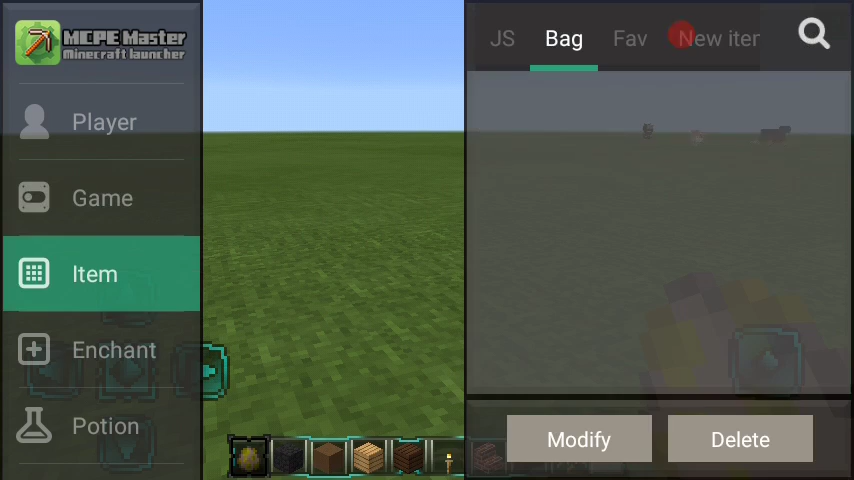 MCPE Master
Minecraft launcher
Player
Game
Item
Enchant
Potion
JS
Bag
Fav
New iter
Modify
Delete